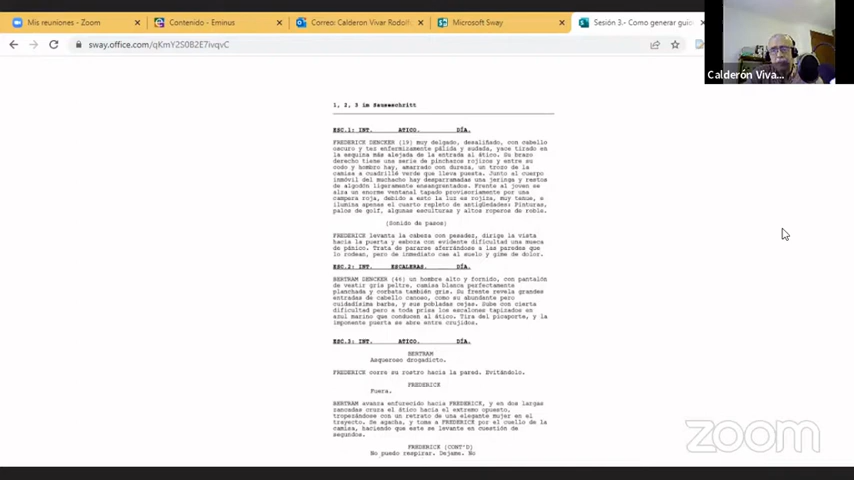 Mis reuniones - Zoom
Contenido - Eminus
Correo: Calderon Vivar Rodolf
Microsoft Sway
Sesión 3.- Como generar guio
sway.office.com/qKmY2S0B2E7ivqvC
Calderón Viva...
1, 2, 3 im Sauseschritt
ESC.1: INT. ATICO. DÍA.
FREDERICK DENCKER (19) muy delgado, desaliñado, con cabello
oscuro y tez enfermizamente pálida y sudada, yace tirado en
la esquina más alejada de la entrada al ático. Su brazo
derecho tiene una serie de pinchazos rojizos y entre su
codo y hombro hay, amarrado con dureza, un trozo de la
camisa a cuadrillé verde que lleva puesta. Junto al cuerpo
inmóvil del muchacho hay desparramadas una jeringa y restos
de algodón ligeramente ensangrentados. Frente al joven se
alza un enorme ventanal tapado provisoriamente por una
campara roja, debido a esto la luz es rojiza, muy tenue, e
ilumina apenas el cuarto repleto de antigüedades: Pinturas,
palos de golf, algunas esculturas y altos roperos de roble.
(Sonido de pasos)
FREDERICK levanta la cabeza con pesadez, dirige la vista
hacia la puerta y esboza con evidente dificultad una mueca
de pánico. Trata de pararse aferrándose a las paredes que
lo rodean, pero de inmediato cae al suelo y gime de dolor.
ESC.2: INT. ESCALERAS. DÍA.
BERTRAM DENCKER (46) un hombre alto y fornido, con pantalón
de vestir gris peltre, camisa blanca perfectamente
planchada y corbata también gris. Su frente revela grandes
entradas de cabello canoso, como su abundante pero
cuidadísima barba, y sus pobladas cejas. Sube con cierta
dificultad pero a toda prisa los escalones tapizados en
azul marino que conducen al ático. Tira del picaporte, y la
imponente puerta se abre entre crujidos.
ESC.3: INT. ATICO. DÍA.
BERTRAM
Asqueroso drogadicto.
FREDERICK corre su rostro hacia la pared. Evitándolo.
FREDERICK
Fuera.
BERTRAM avanza enfurecido hacia FREDERICK, y en dos largas
zancadas cruza el ático hacia el extremo opuesto,
tropezándose con un retrato de una elegante mujer en el
trayecto. Se agacha, y toma a FREDERICK por el cuello de la
camisa, haciendo que este se levante en cuestión de
segundos.
FREDERICK (CONT'D)
No puedo respirar. Dejame. No
zoom